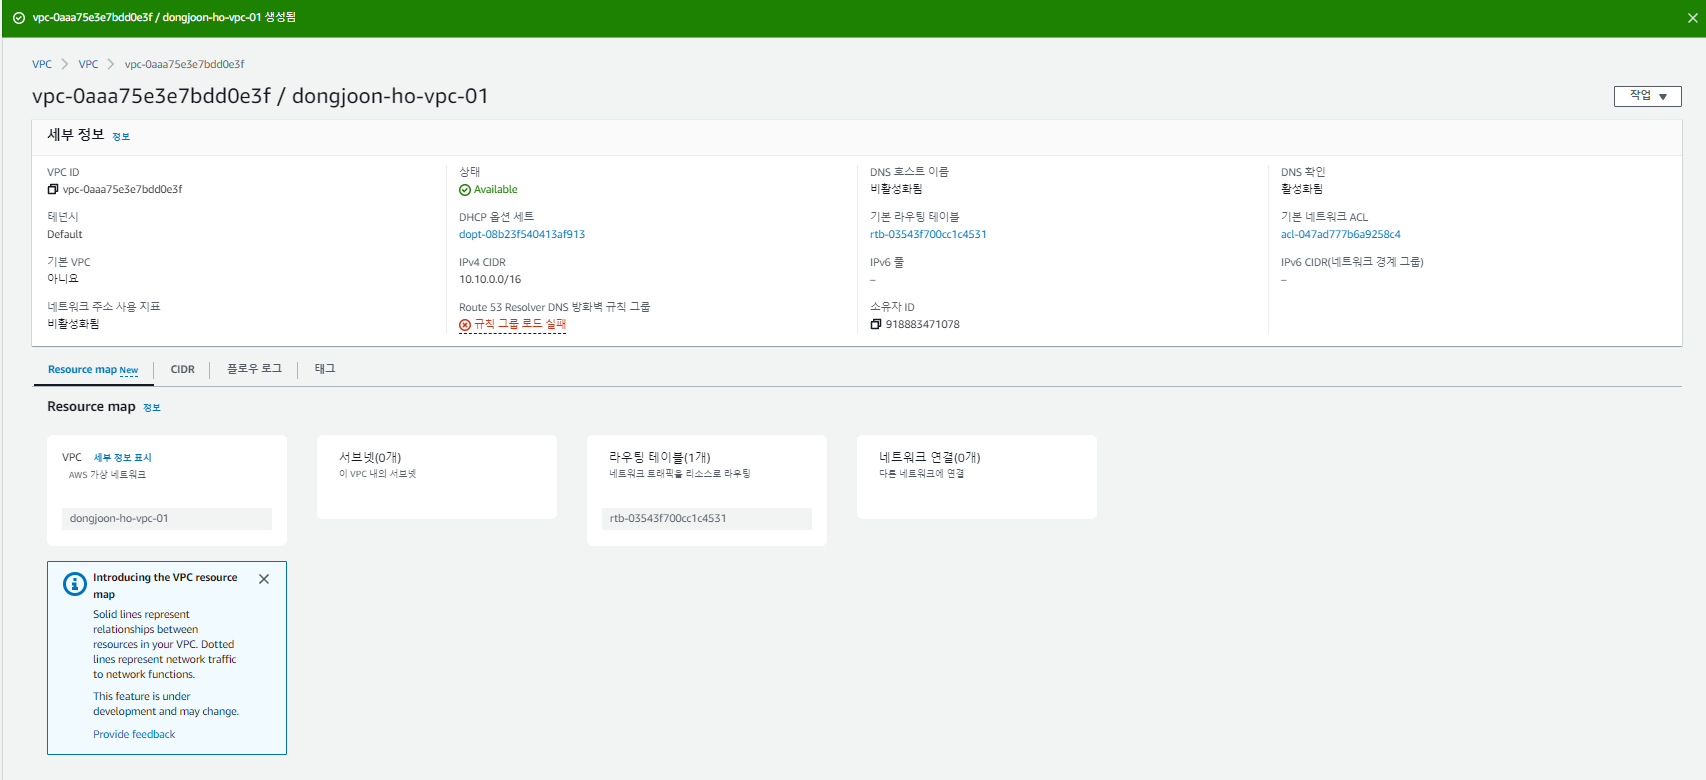 vpc-0aaa75e3e7bdd0e3f / dongjoon-ho-vpc-01 생성됨
VPC
VPC
vpc-0aaa75e3e7bdd0e3f
vpc-0aaa75e3e7bdd0e3f / dongjoon-ho-vpc-01
작업
세부 정보 정보
VPC ID
vpc-0aaa75e3e7bdd0e3f
상태
Available
DNS 호스트 이름
비활성화됨
DNS 확인
활성화됨
테넌시
Default
DHCP 옵션 세트
dopt-08b23f540413af913
기본 라우팅 테이블
rtb-03543f700cc1c4531
기본 네트워크 ACL
acl-047ad777b6a9258c4
기본 VPC
아니요
IPv4 CIDR
10.10.0.0/16
IPv6 풀
–
IPv6 CIDR(네트워크 경계 그룹)
–
네트워크 주소 사용 지표
비활성화됨
Route 53 Resolver DNS 방화벽 규칙 그룹
규칙 그룹 로드 실패
소유자 ID
918883471078
Resource map New
CIDR
플로우 로그
태그
Resource map 정보
VPC 세부 정보 표시
AWS 가상 네트워크
dongjoon-ho-vpc-01
서브넷(0개)
이 VPC 내의 서브넷
라우팅 테이블(1개)
네트워크 트래픽을 리소스로 라우팅
rtb-03543f700cc1c4531
네트워크 연결(0개)
다른 네트워크에 연결
Introducing the VPC resource
map
Solid lines represent
relationships between
resources in your VPC. Dotted
lines represent network traffic
to network functions.
This feature is under
development and may change.
Provide feedback